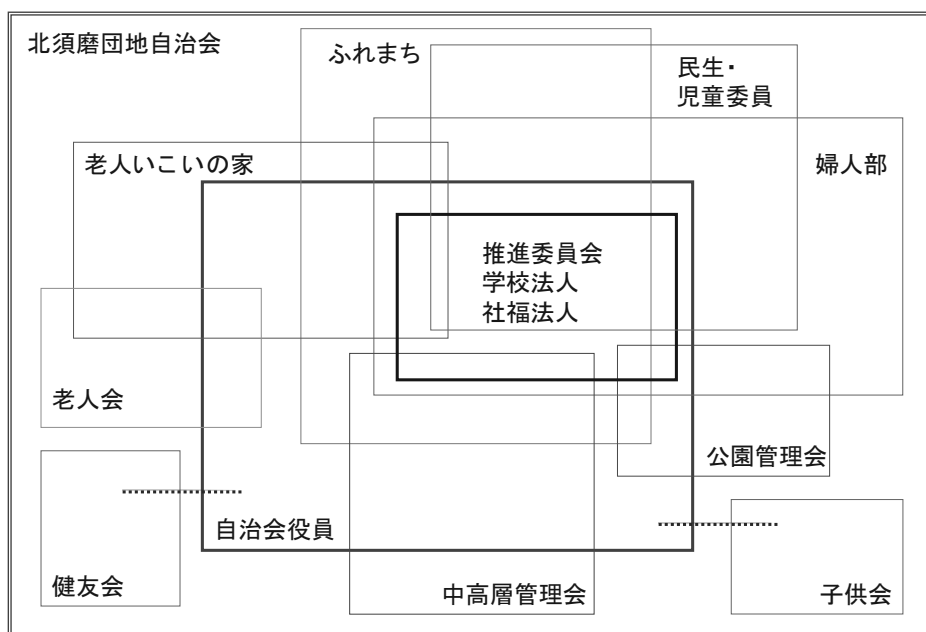 北須磨団地自治会
ふれまち
民生・
児童委員
老人いこいの家
婦人部
推進委員会
学校法人
社福法人
老人会
公園管理会
自治会役員
健友会
中高層管理会
子供会